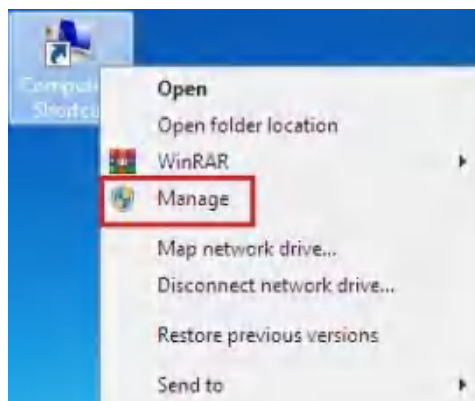 Open
Open folder location
WinRAR
Manage
Map network drive...
Disconnect network drive...
Restore previous versions
Send to